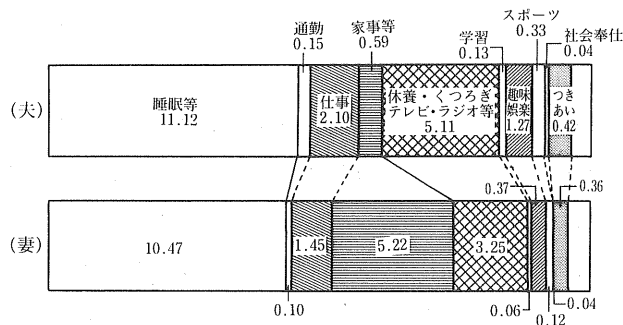 スポーツ
0.33
通勤
0.15
家事等
0.59
学習
0.13
社会奉仕
0.04
(夫)
睡眠等
11.12
仕事
2.10
休養・くつろぎ
テレビ・ラジオ等
5.11
趣味
娯楽
1.27
つき
あい
0.42
0.37
0.36
(妻)
10.47
1.45
5.22
3.25
0.10
0.06
0.12
0.04